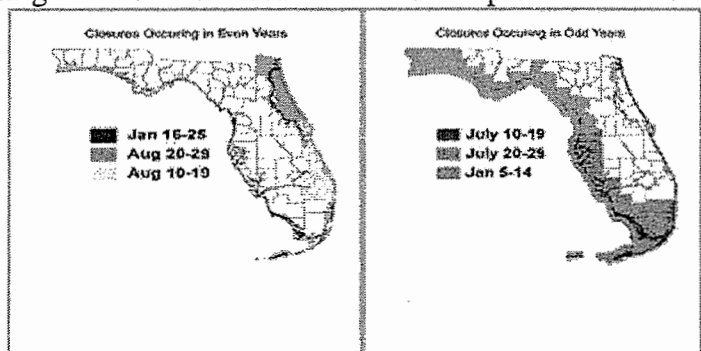 Closures Occuring in Even Years
Jan 16-25
Aug 20-29
Aug 10-19
Closures Occuring in Odd Years
July 10-19
July 20-29
Jan 5-14